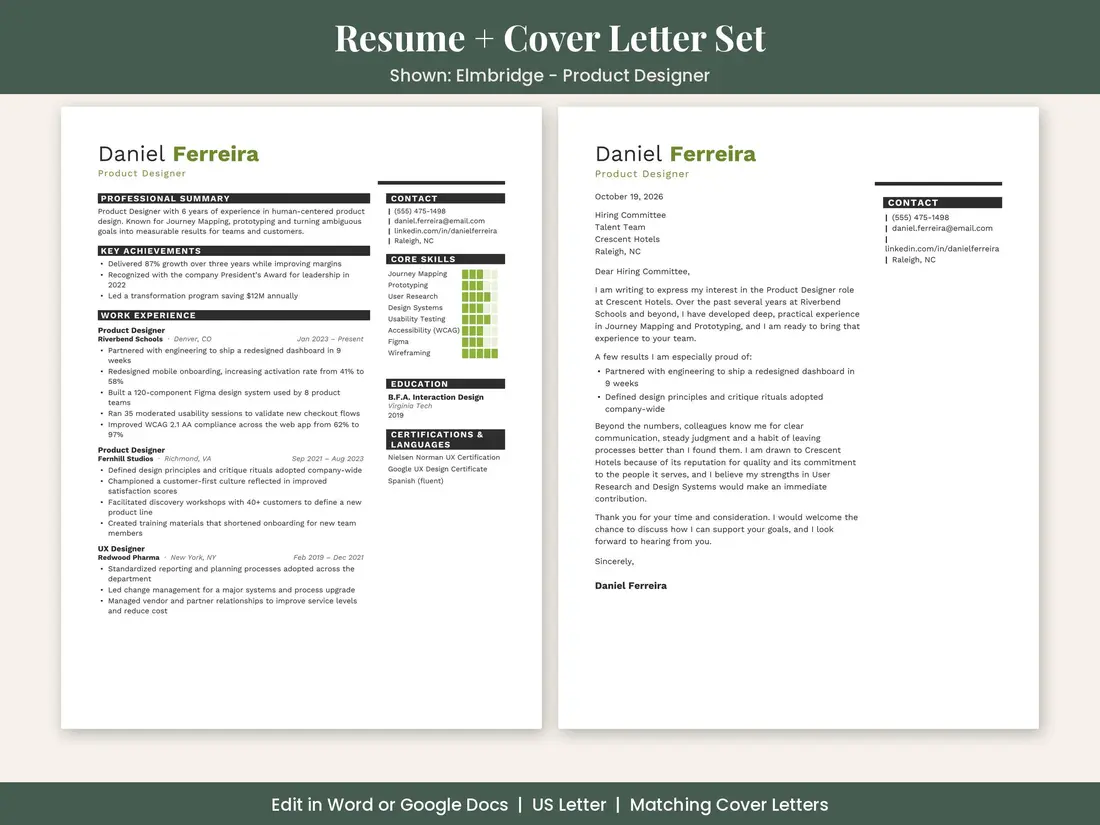 Resume + Cover Letter Set
Shown: Elmbridge - Product Designer
Daniel Ferreira
Product Designer
PROFESSIONAL SUMMARY
Product Designer with 6 years of experience in human-centered product
design. Known for Journey Mapping, prototyping and turning ambiguous
goals into measurable results for teams and customers.
KEY ACHIEVEMENTS
• Delivered 87% growth over three years while improving margins
• Recognized with the company President's Award for leadership in
2022
• Led a transformation program saving $12M annually
WORK EXPERIENCE
Product Designer
Riverbend Schools · Denver, CO Jan 2023 – Present
• Partnered with engineering to ship a redesigned dashboard in 9
weeks
• Redesigned mobile onboarding, increasing activation rate from 41% to
58%
• Built a 120-component Figma design system used by 8 product
teams
• Ran 35 moderated usability sessions to validate new checkout flows
• Improved WCAG 2.1 AA compliance across the web app from 62% to
97%
Product Designer
Fernhill Studios · Richmond, VA Sep 2021 – Aug 2023
• Defined design principles and critique rituals adopted company-wide
• Championed a customer-first culture reflected in improved
satisfaction scores
• Facilitated discovery workshops with 40+ customers to define a new
product line
• Created training materials that shortened onboarding for new team
members
UX Designer
Redwood Pharma · New York, NY Feb 2019 – Dec 2021
• Standardized reporting and planning processes adopted across the
department
• Led change management for a major systems and process upgrade
• Managed vendor and partner relationships to improve service levels
and reduce cost
CONTACT
| (555) 475-1498
| daniel.ferreira@email.com
| linkedin.com/in/danielferreira
| Raleigh, NC
CORE SKILLS
Journey Mapping
Prototyping
User Research
Design Systems
Usability Testing
Accessibility (WCAG)
Figma
Wireframing
EDUCATION
B.F.A. Interaction Design
Virginia Tech
2019
CERTIFICATIONS &
LANGUAGES
Nielsen Norman UX Certification
Google UX Design Certificate
Spanish (fluent)
Daniel Ferreira
Product Designer
October 19, 2026
Hiring Committee
Talent Team
Crescent Hotels
Raleigh, NC
Dear Hiring Committee,
I am writing to express my interest in the Product Designer role
at Crescent Hotels. Over the past several years at Riverbend
Schools and beyond, I have developed deep, practical experience
in Journey Mapping and Prototyping, and I am ready to bring that
experience to your team.
A few results I am especially proud of:
• Partnered with engineering to ship a redesigned dashboard in
9 weeks
• Defined design principles and critique rituals adopted
company-wide
Beyond the numbers, colleagues know me for clear
communication, steady judgment and a habit of leaving
processes better than I found them. I am drawn to Crescent
Hotels because of its reputation for quality and its commitment
to the people it serves, and I believe my strengths in User
Research and Design Systems would make an immediate
contribution.
Thank you for your time and consideration. I would welcome the
chance to discuss how I can support your goals, and I look
forward to hearing from you.
Sincerely,
Daniel Ferreira
CONTACT
| (555) 475-1498
| daniel.ferreira@email.com
|
linkedin.com/in/danielferreira
| Raleigh, NC
Edit in Word or Google Docs | US Letter | Matching Cover Letters